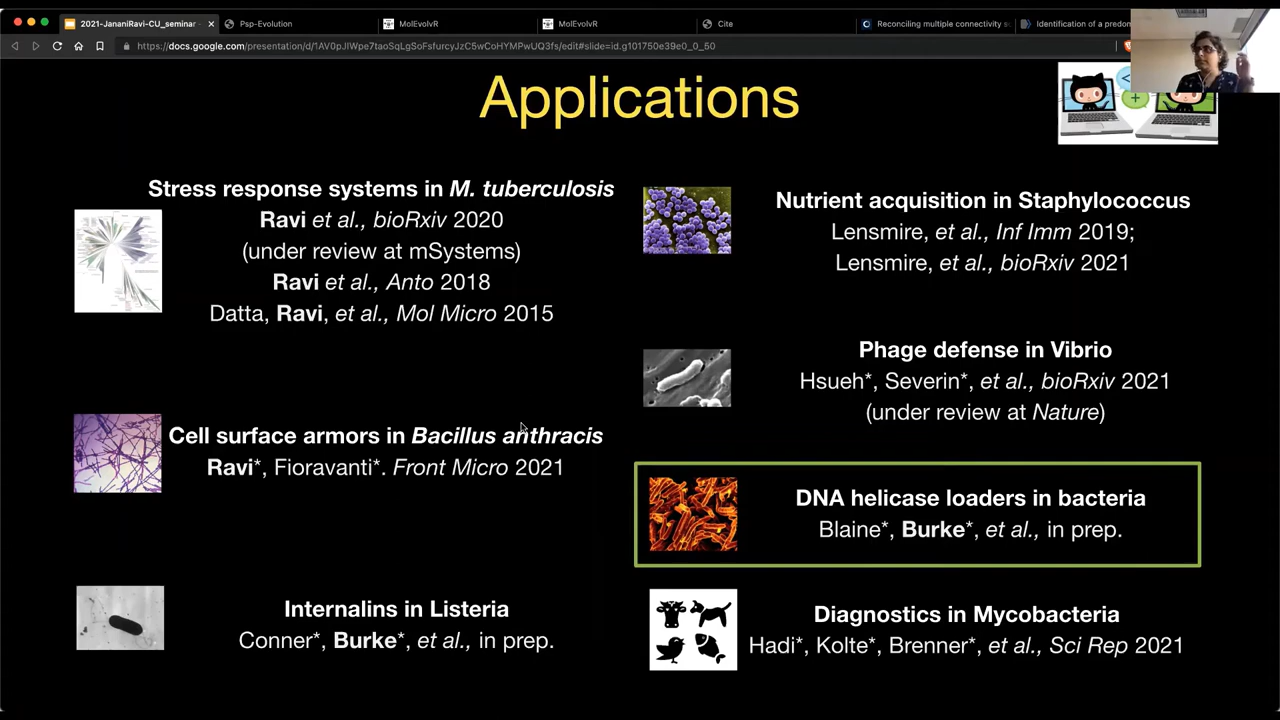 2021-JananiRavi-CU_seminar
Psp-Evolution
MolEvolvR
MolEvolvR
Cite
Reconciling multiple connectivity
Identification of a predom
https://docs.google.com/presentation/d/1AV0pJIWpe7taoSqLgSoFsfurcyJzC5wCoHYMPwUQ3fs/edit#slide=id.g101750e39e0_0_50
Applications
Stress response systems in M. tuberculosis
Ravi et al., bioRxiv 2020
(under review at mSystems)
Ravi et al., Anto 2018
Datta, Ravi, et al., Mol Micro 2015
Cell surface armors in Bacillus anthracis
Ravi*, Fioravanti*. Front Micro 2021
Internalins in Listeria
Conner*, Burke*, et al., in prep.
Nutrient acquisition in Staphylococcus
Lensmire, et al., Inf Imm 2019;
Lensmire, et al., bioRxiv 2021
Phage defense in Vibrio
Hsueh*, Severin*, et al., bioRxiv 2021
(under review at Nature)
DNA helicase loaders in bacteria
Blaine*, Burke*, et al., in prep.
Diagnostics in Mycobacteria
Hadi*, Kolte*, Brenner*, et al., Sci Rep 2021